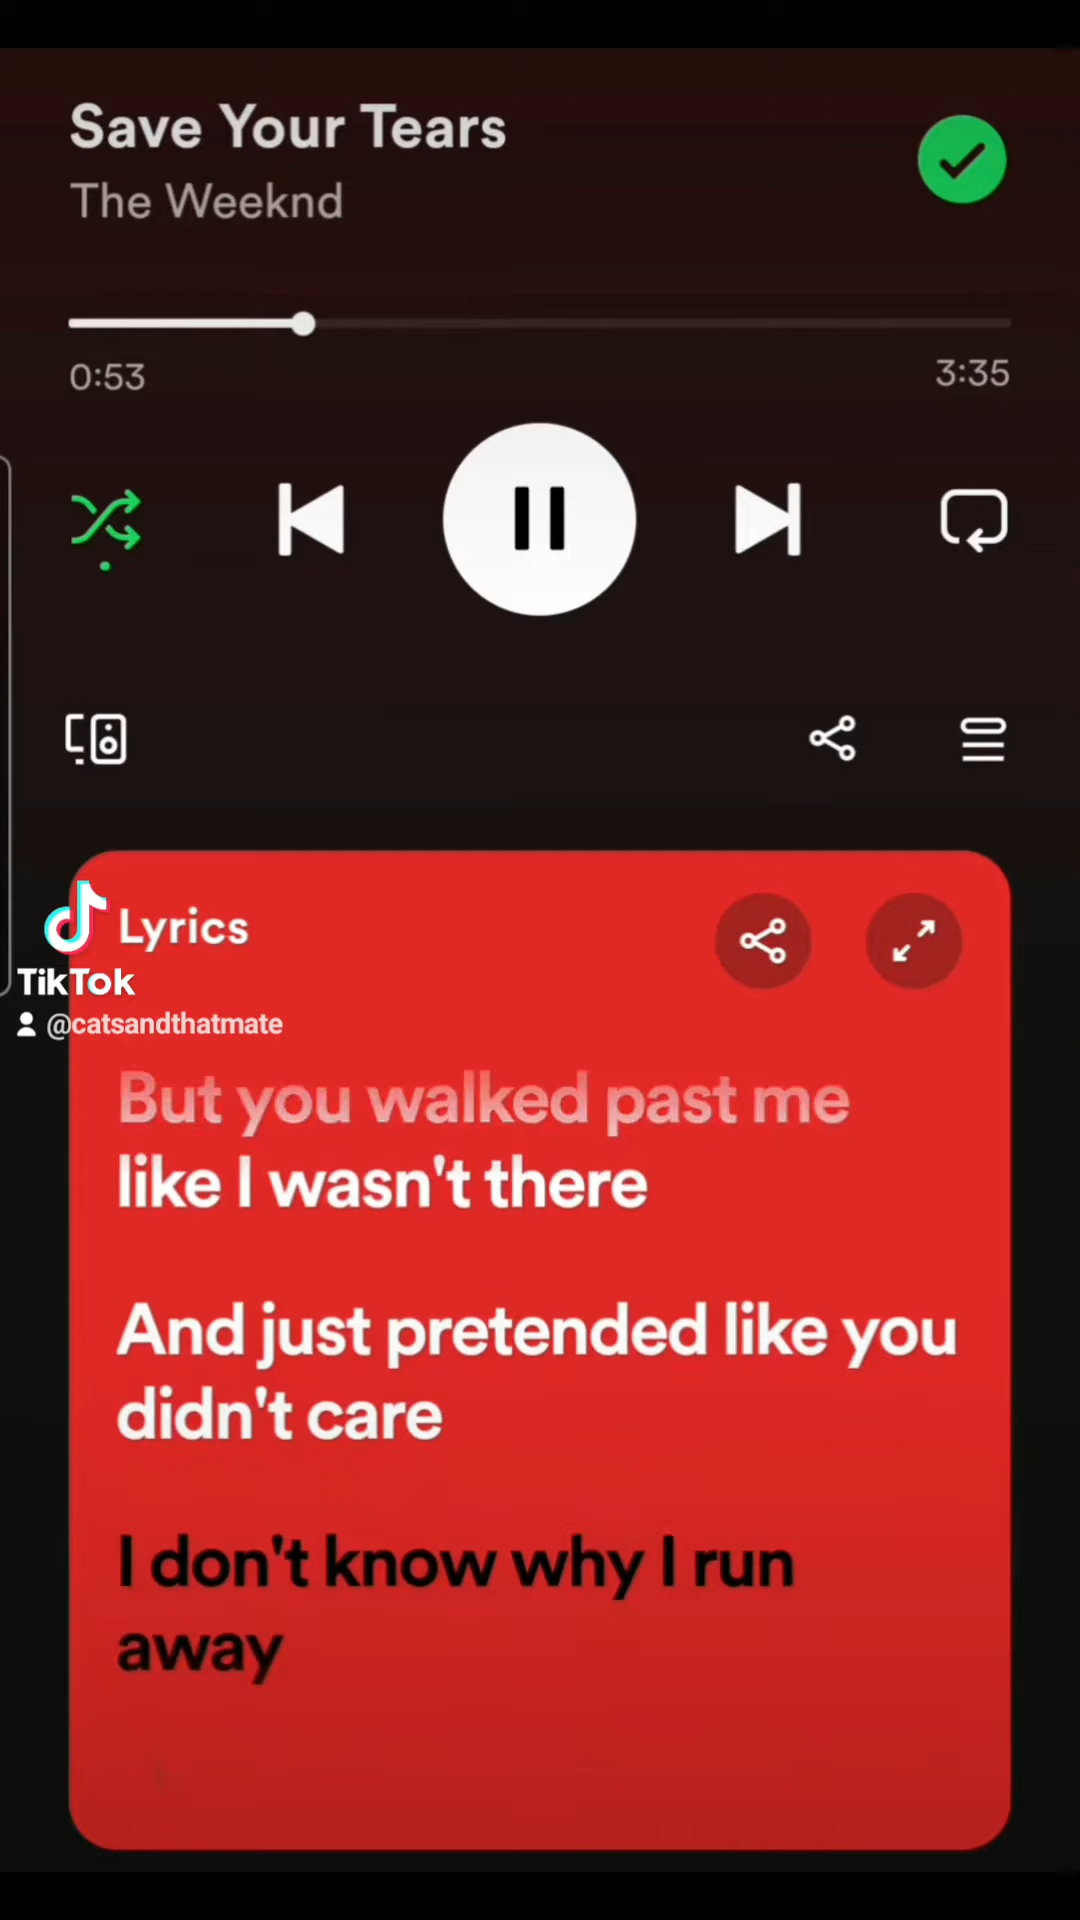 Save Your Tears
The Weeknd
0:53
3:35
Lyrics
TikTok
@catsandthatmate
But you walked past me
like I wasn't there
And just pretended like you
didn't care
I don't know why I run
away